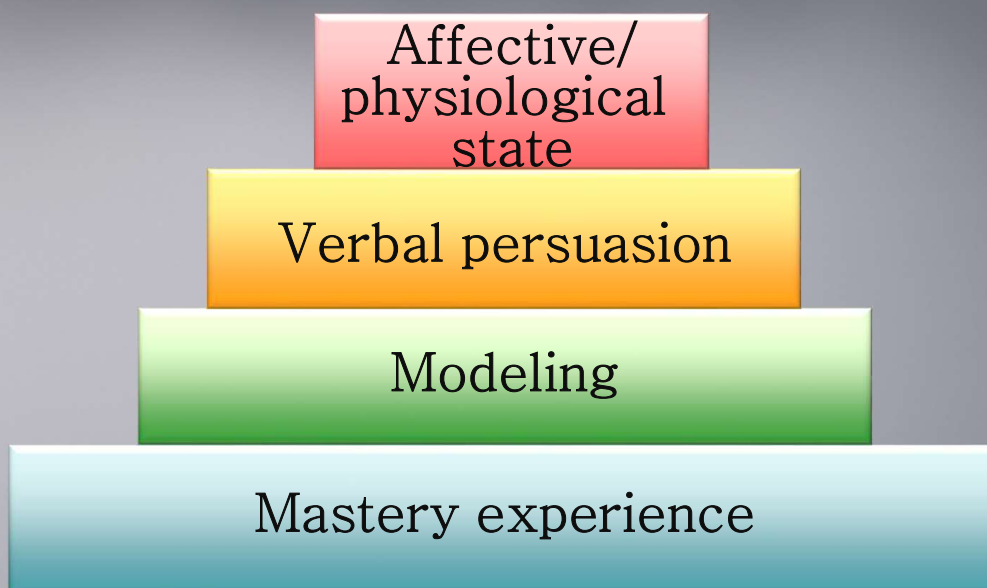 Affective/
physiological
state
Verbal persuasion
Modeling
Mastery experience